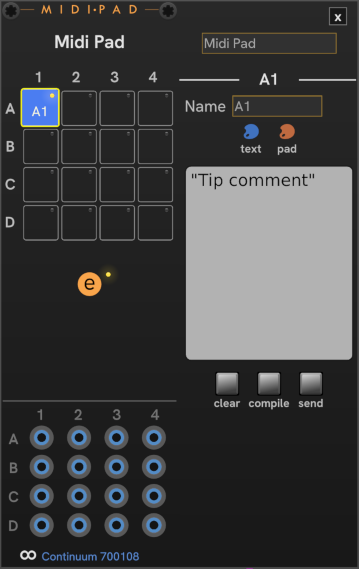 MIDI·PAD
x
Midi Pad
Midi Pad
1 2 3 4
A1
A
A1
Name A1
B
text pad
C
"Tip comment"
D
e
clear compile send
1 2 3 4
A
B
C
D
∞ Continuum 700108